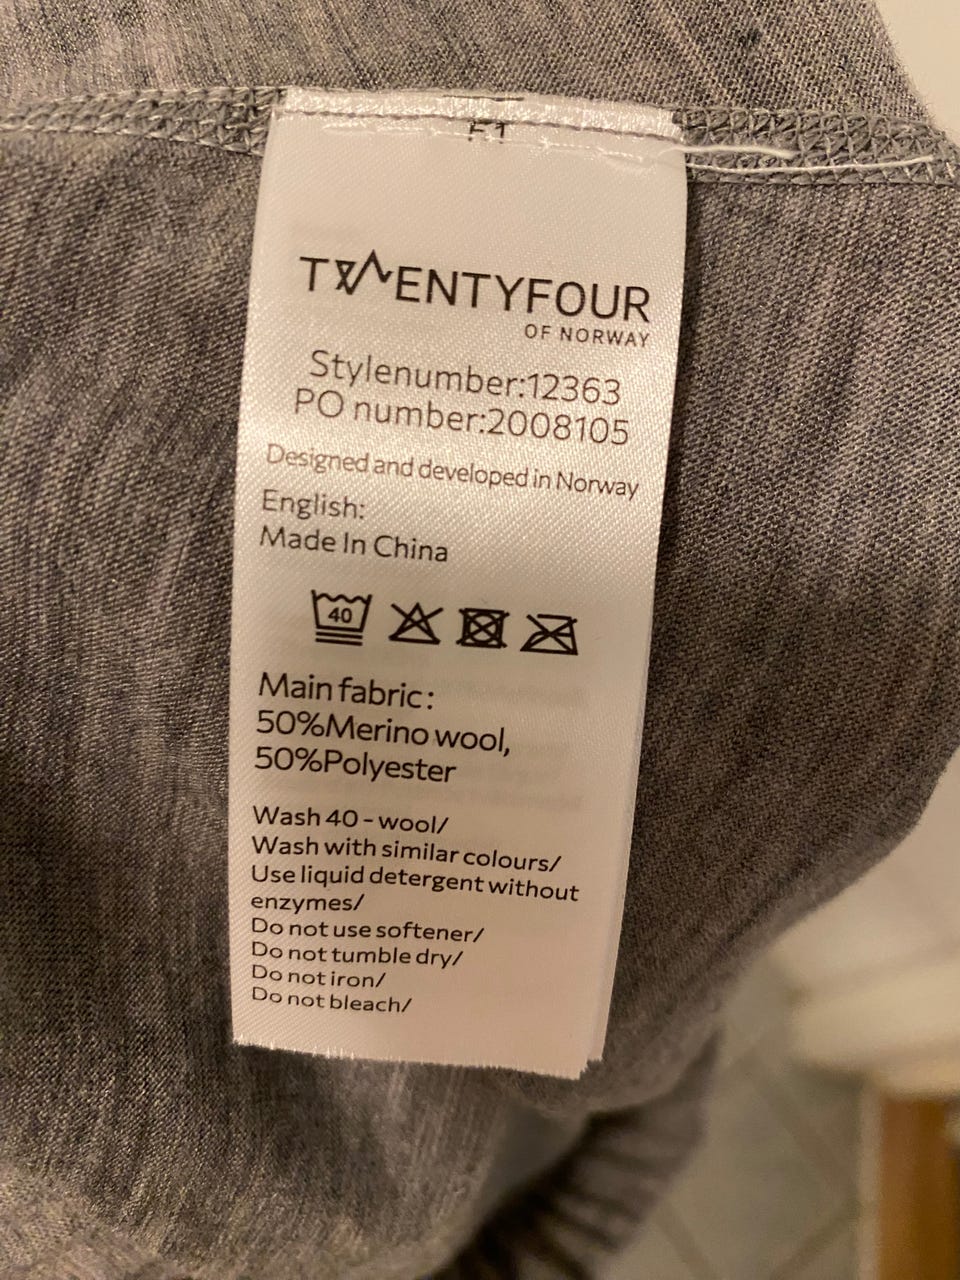 TWENTYFOUR
OF NORWAY
Stylenumber:12363
PO number:2008105
Designed and developed in Norway
English:
Made In China
40
Main fabric:
50%Merino wool,
50%Polyester
Wash 40-wool/
Wash with similar colours/
Use liquid detergent without
enzymes/
Do not use softener/
Do not tumble dry/
Do not iron/
Do not bleach/